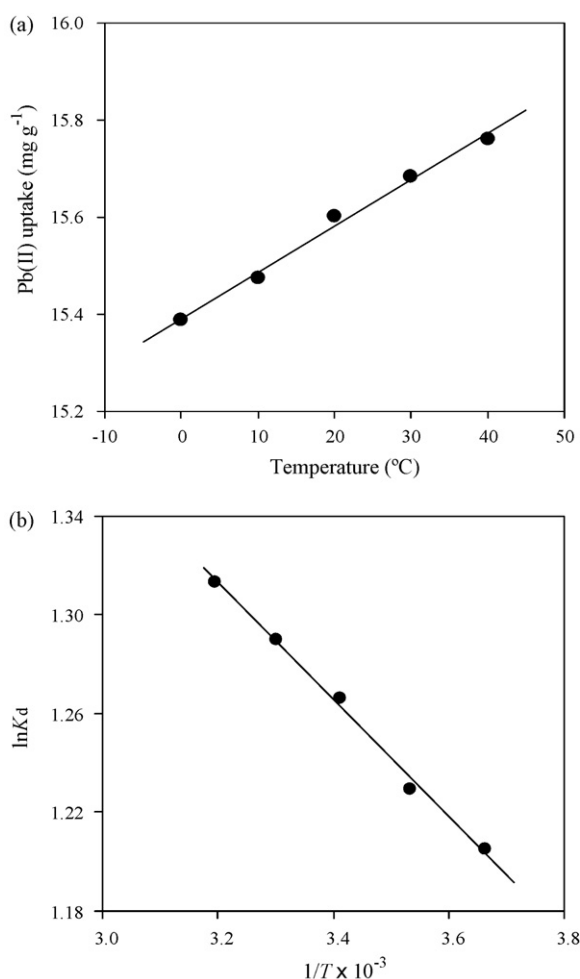 (a)
16.0
15.8
15.6
15.4
15.2
Pb(II) uptake (mg g⁻¹)
-10 0 10 20 30 40 50
Temperature (ºC)
(b)
1.34
1.30
1.26
1.22
1.18
lnKd
3.0 3.2 3.4 3.6 3.8
1/T x 10⁻³